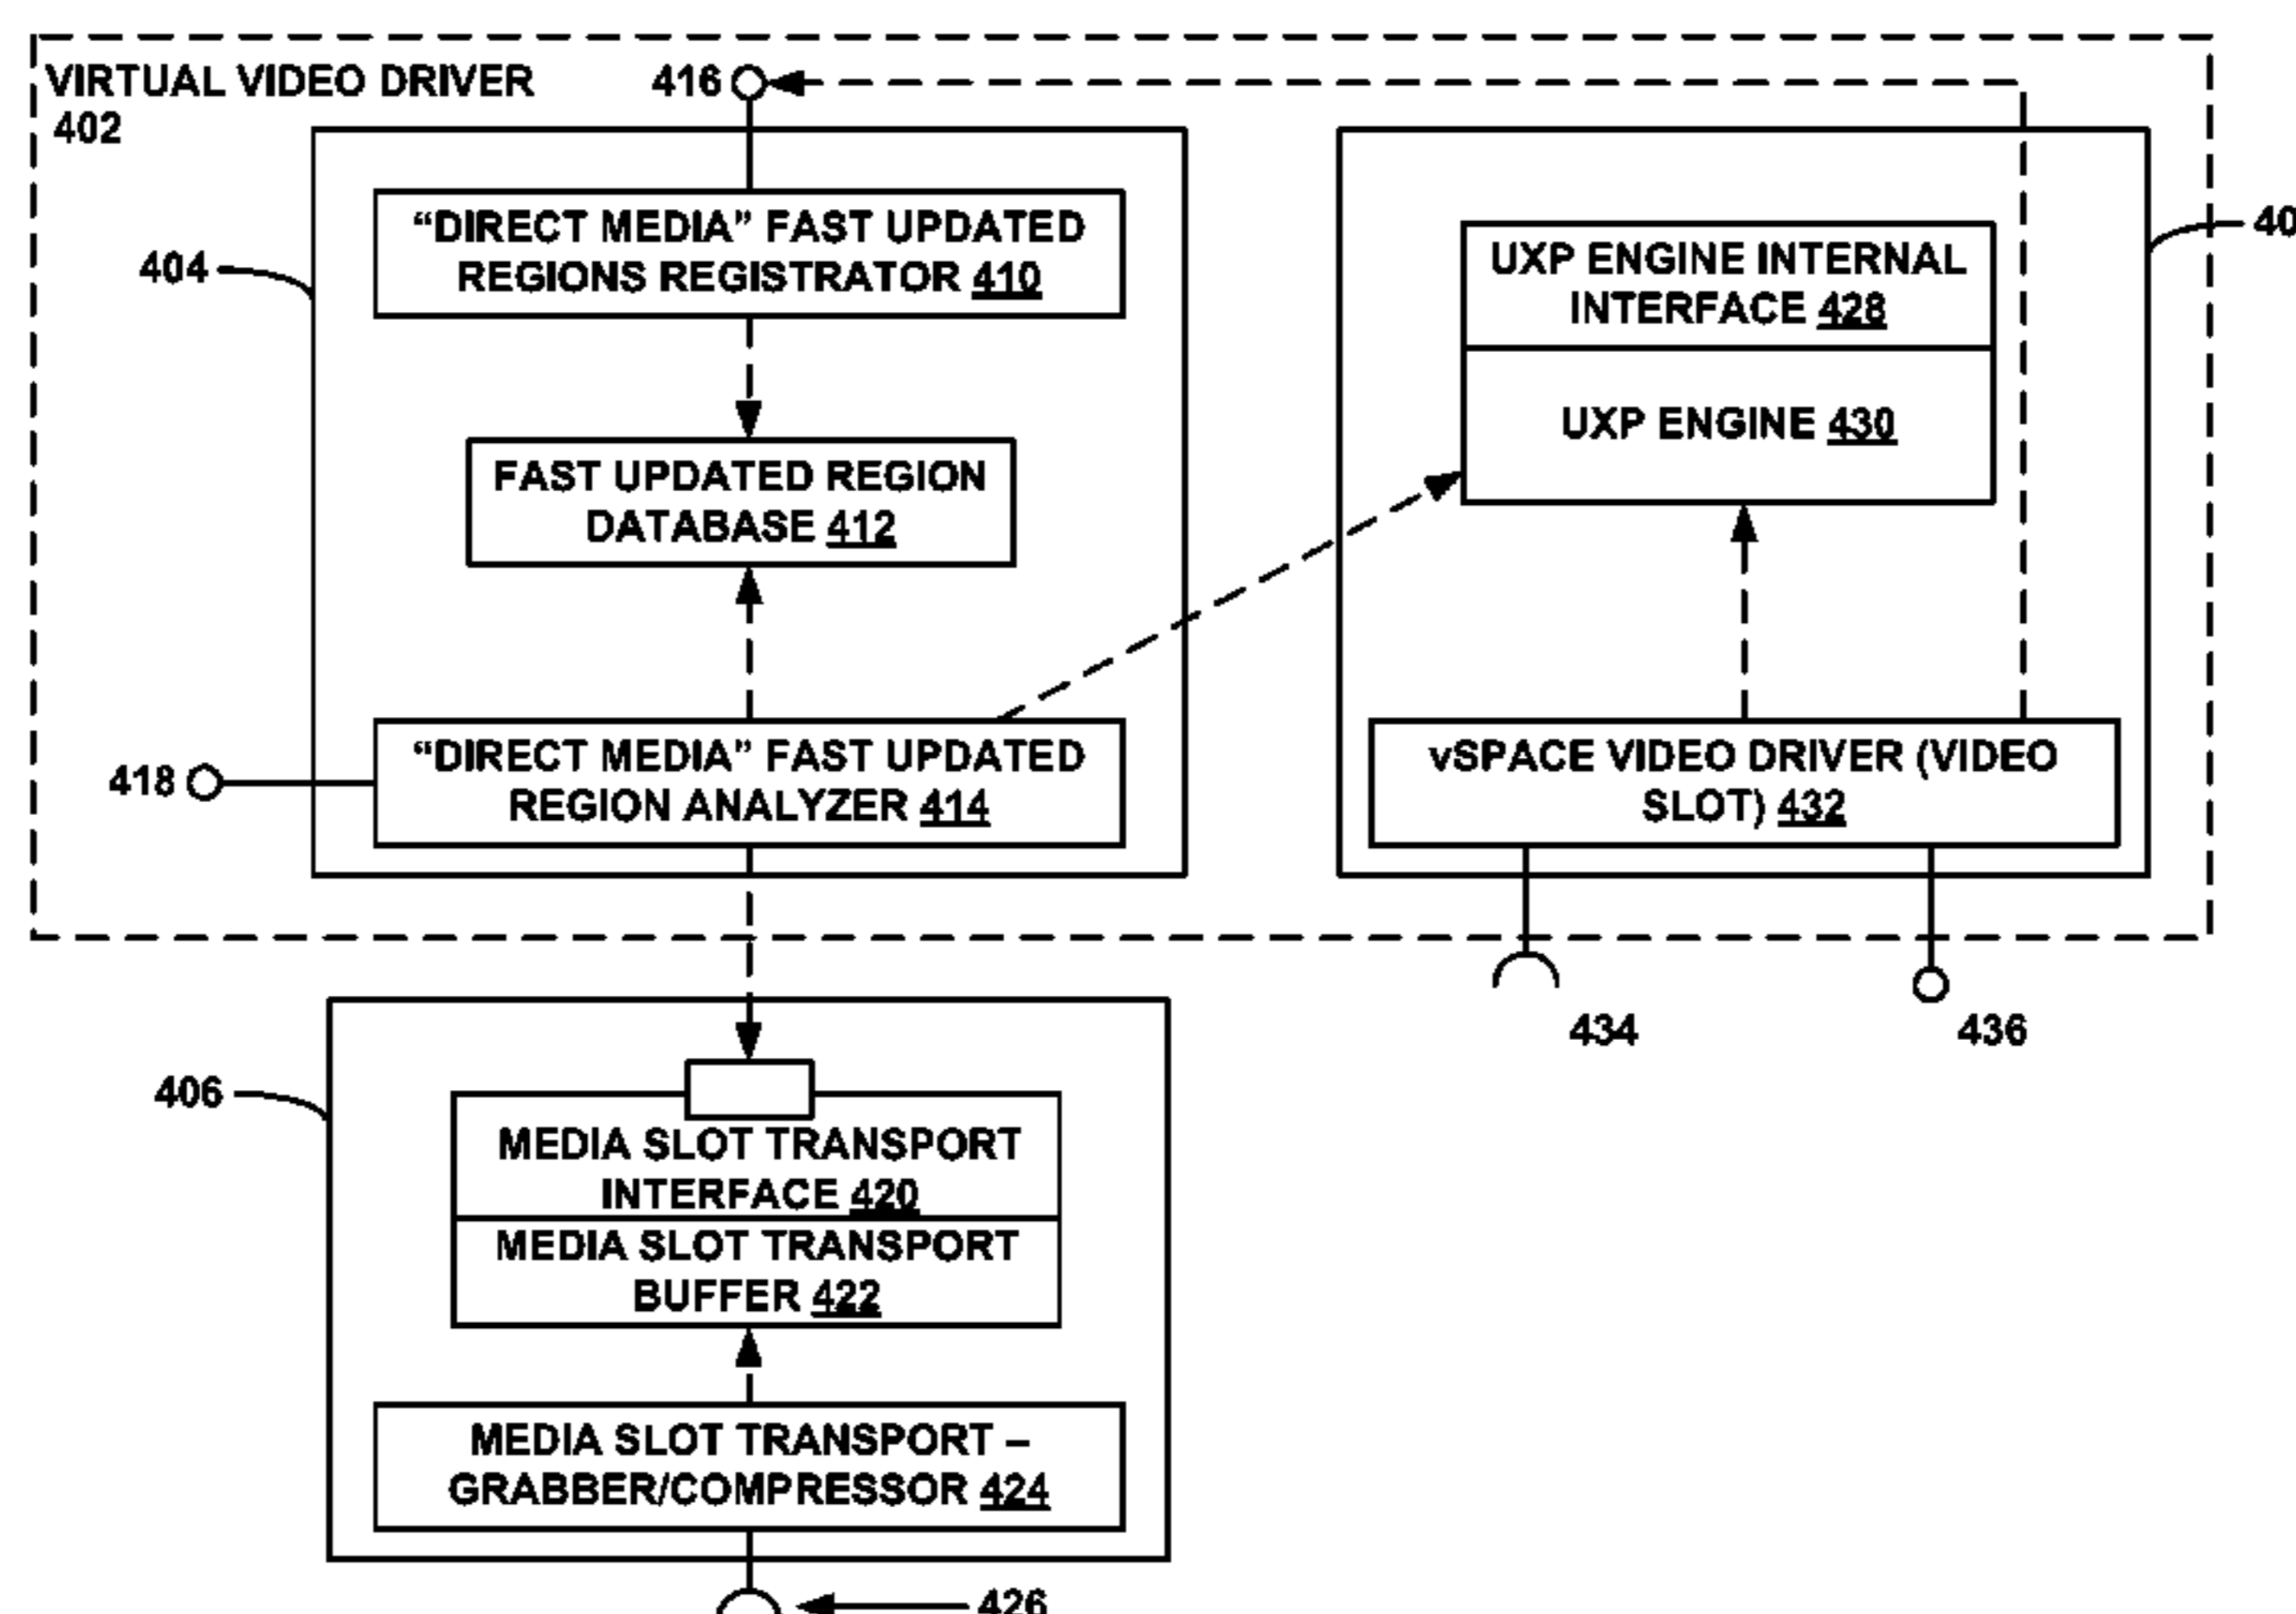 VIRTUAL VIDEO DRIVER
402
416
404
“DIRECT MEDIA” FAST UPDATED
REGIONS REGISTRATOR 410
FAST UPDATED REGION
DATABASE 412
418
“DIRECT MEDIA” FAST UPDATED
REGION ANALYZER 414
UXP ENGINE INTERNAL
INTERFACE 428
UXP ENGINE 430
40
vSPACE VIDEO DRIVER (VIDEO
SLOT) 432
434
436
406
MEDIA SLOT TRANSPORT
INTERFACE 420
MEDIA SLOT TRANSPORT
BUFFER 422
MEDIA SLOT TRANSPORT –
GRABBER/COMPRESSOR 424
426